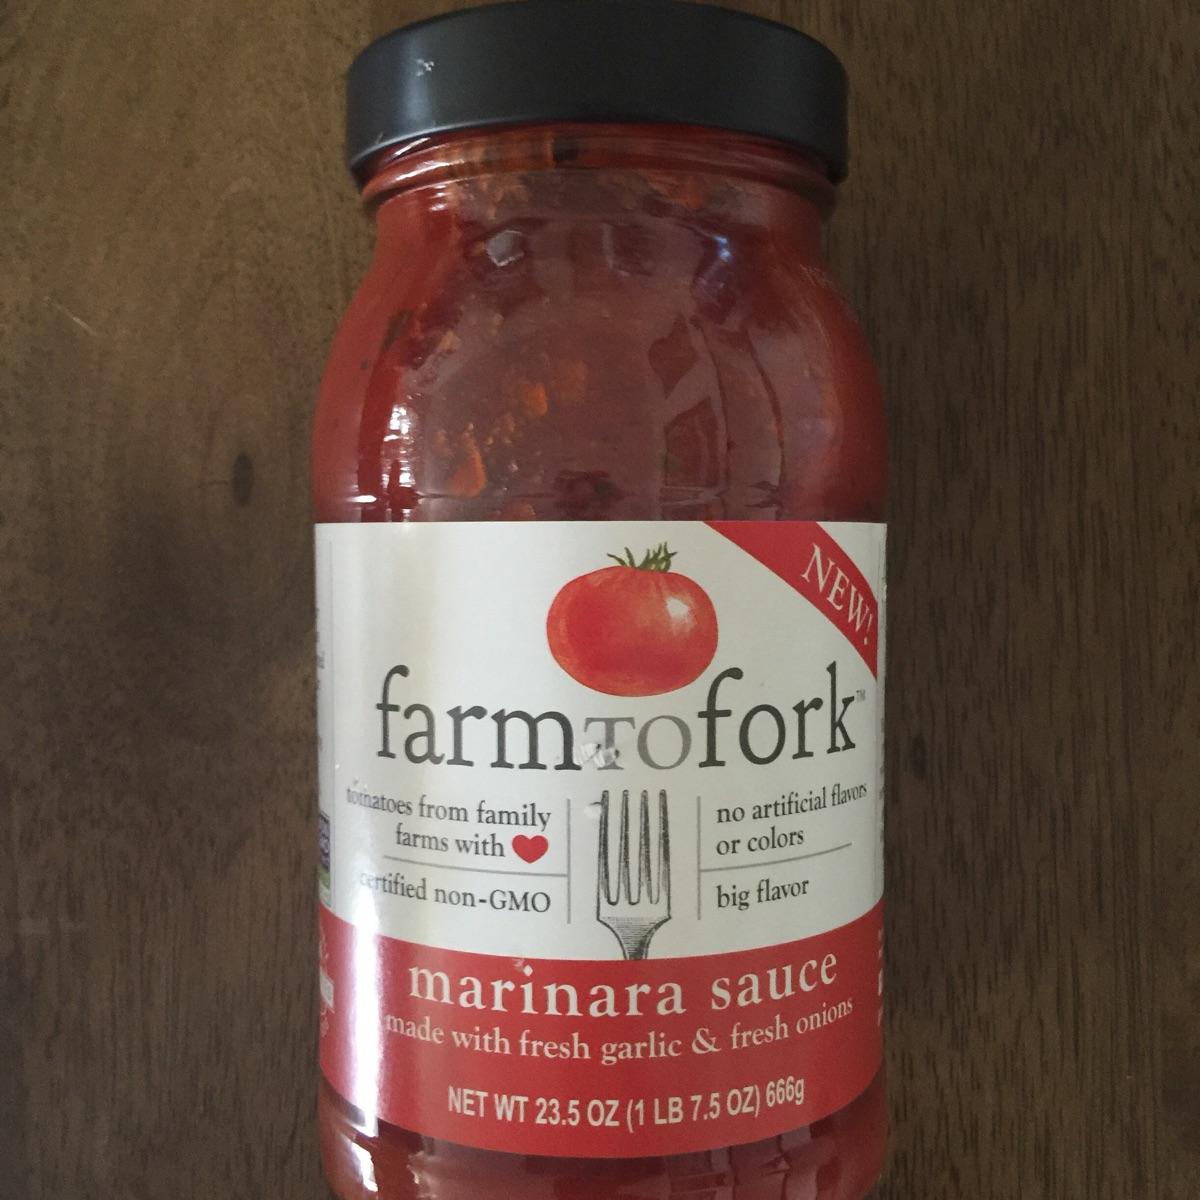 NEW!
farmTOfork™
tomatoes from family
farms with
certified non-GMO
no artificial flavors
or colors
big flavor
marinara sauce
made with fresh garlic & fresh onions
NET WT 23.5 OZ (1 LB 7.5 OZ) 666g